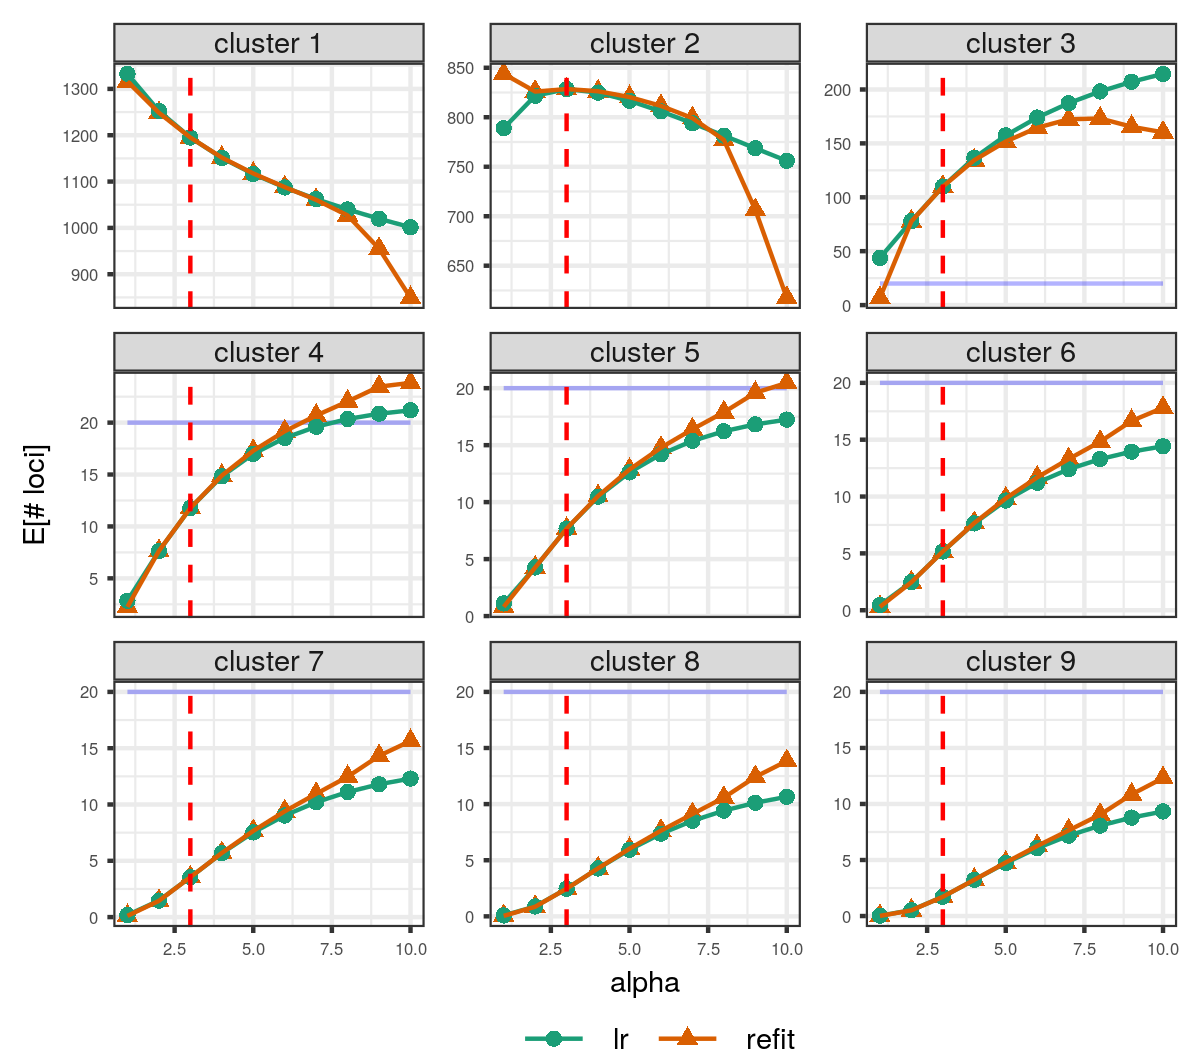 cluster 1 cluster 2 cluster 3
1300 1200 1100 1000 900
850 800 750 700 650
200 150 100 50 0
cluster 4 cluster 5 cluster 6
20 15 10 5
20 15 10 5 0
20 15 10 5 0
E[# loci]
cluster 7 cluster 8 cluster 9
20 15 10 5 0
20 15 10 5 0
20 15 10 5 0
2.5 5.0 7.5 10.0 2.5 5.0 7.5 10.0 2.5 5.0 7.5 10.0
alpha
lr refit